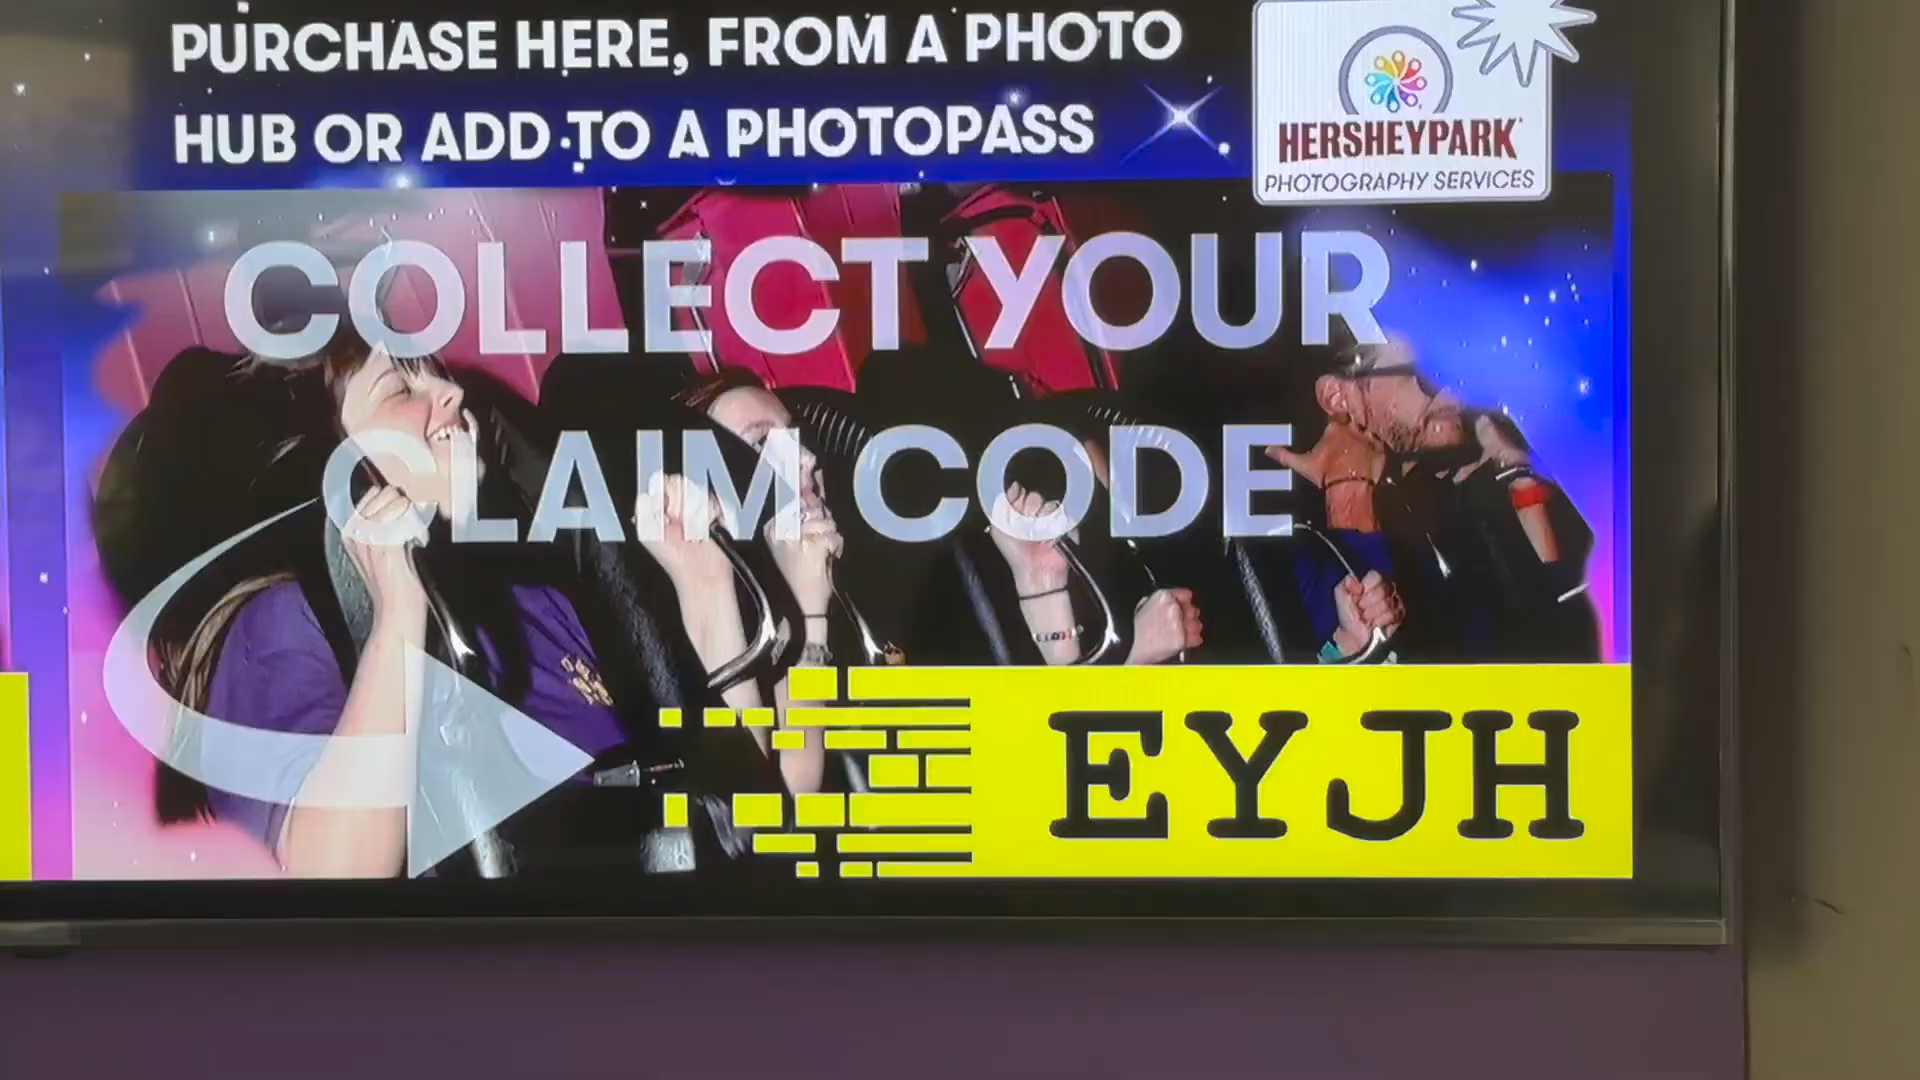 PURCHASE HERE, FROM A PHOTO
HUB OR ADD TO A PHOTOPASS
HERSHEYPARK
PHOTOGRAPHY SERVICES
COLLECT YOUR
CLAIM CODE
EYJH